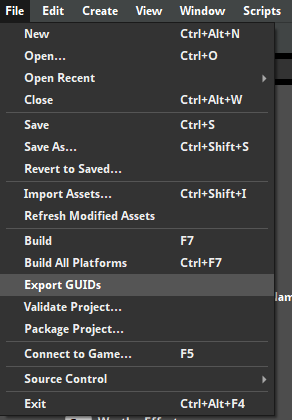 File Edit Create View Window Scripts
New Ctrl+Alt+N
Open... Ctrl+O
Open Recent
Close Ctrl+Alt+W
Save Ctrl+S
Save As... Ctrl+Shift+S
Revert to Saved...
Import Assets... Ctrl+Shift+I
Refresh Modified Assets
Build F7
Build All Platforms Ctrl+F7
Export GUIDs
Validate Project...
Package Project...
Connect to Game... F5
Source Control
Exit Ctrl+Alt+F4